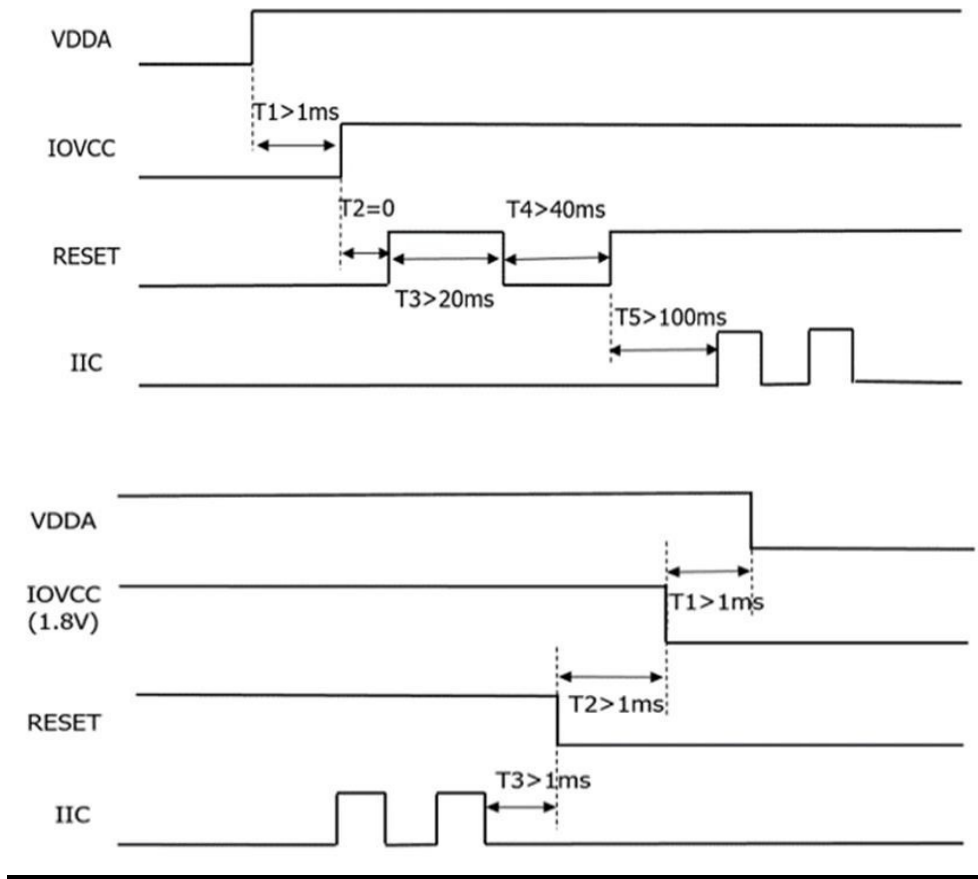 VDDA
T1>1ms
IOVCC
T2=0
T4>40ms
RESET
T3>20ms
T5>100ms
IIC
VDDA
IOVCC
(1.8V)
T1>1ms
T2>1ms
RESET
T3>1ms
IIC